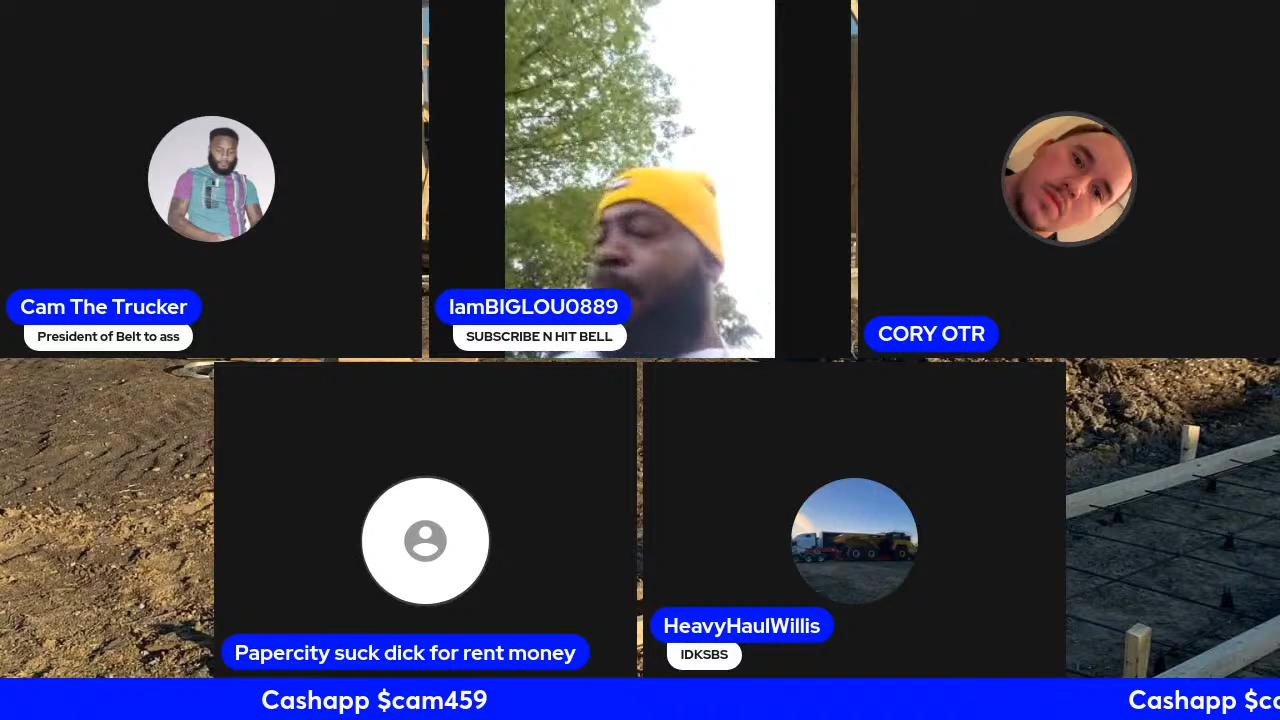 Cam The Trucker
President of Belt to ass
IamBIGLOU0889
SUBSCRIBE N HIT BELL
CORY OTR
Papercity suck dick for rent money
HeavyHaulWillis
IDKSBS
Cashapp $cam459
Cashapp $c